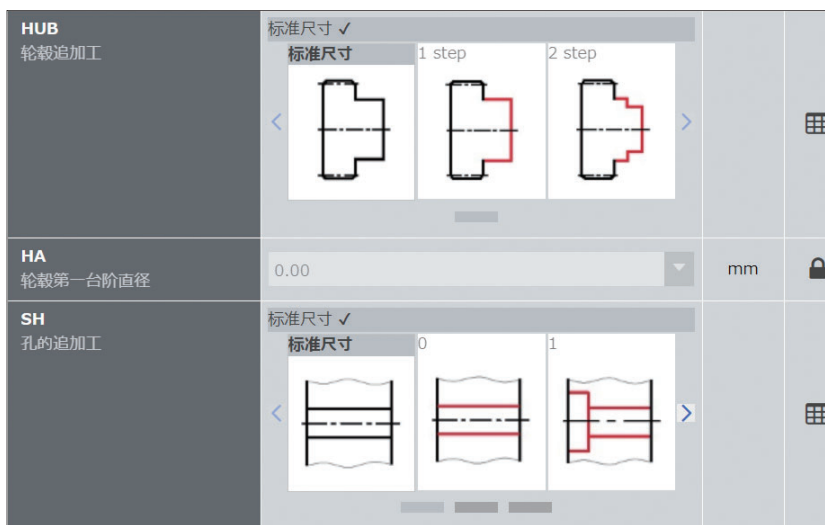 HUB
轮毂追加工
标准尺寸 ✓
标准尺寸
1 step
2 step
HA
轮毂第一台阶直径
0.00
mm
SH
孔的追加工
标准尺寸 ✓
标准尺寸
0
1